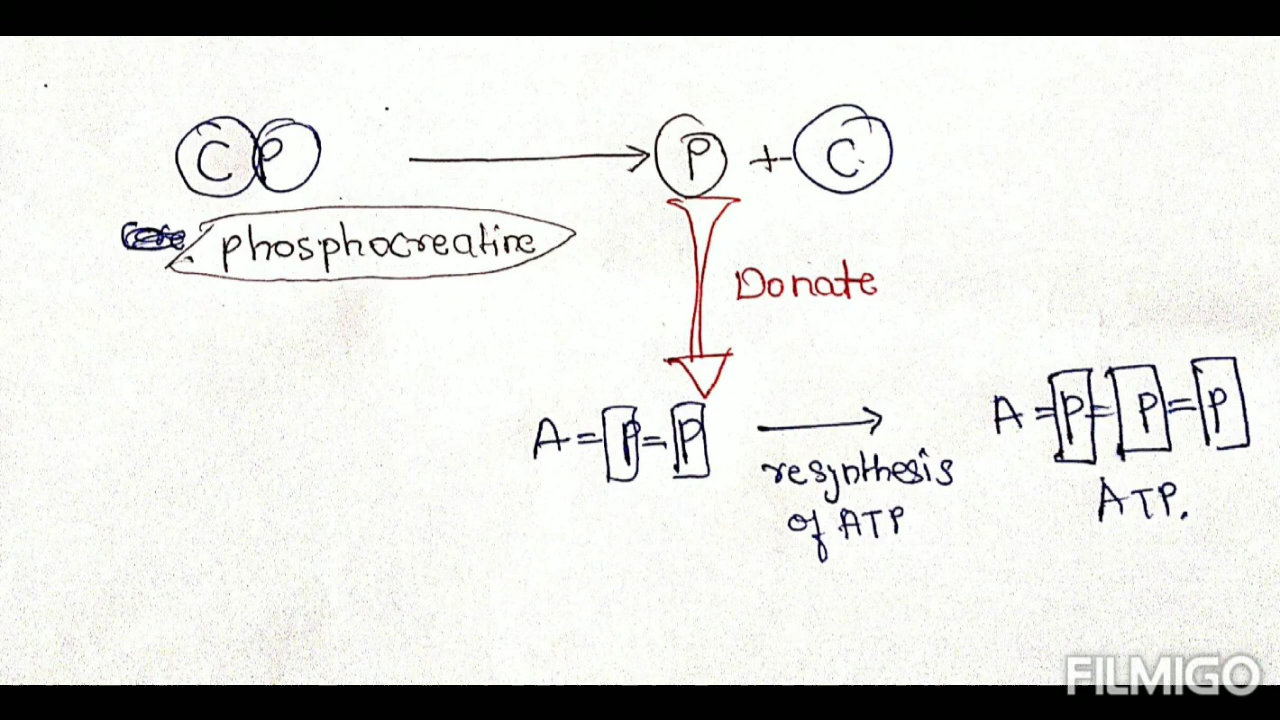 C P → P + C
phosphocreatine
Donate
A = P = P → A = P = P = P
resynthesis
of ATP
ATP.
FILMIGO